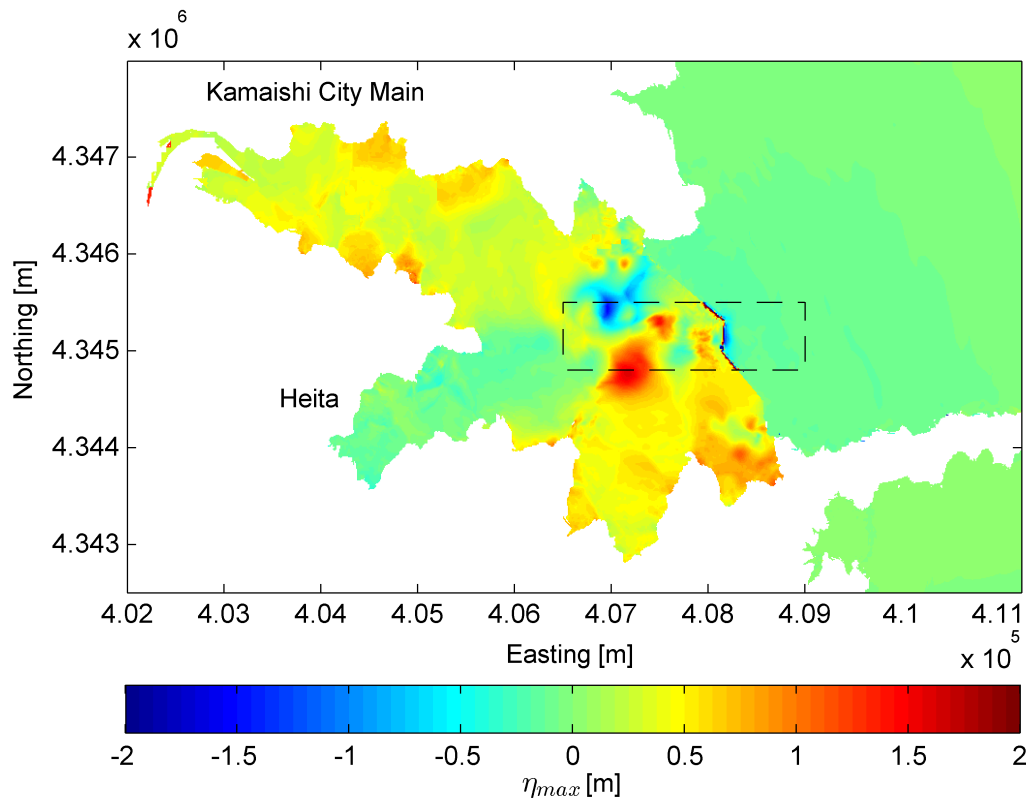 x 10^6
Kamaishi City Main
4.347
4.346
4.345
4.344
4.343
Northing [m]
Heita
4.02 4.03 4.04 4.05 4.06 4.07 4.08 4.09 4.1 4.11
Easting [m]
x 10^5
-2 -1.5 -1 -0.5 0 0.5 1 1.5 2
η_{max} [m]